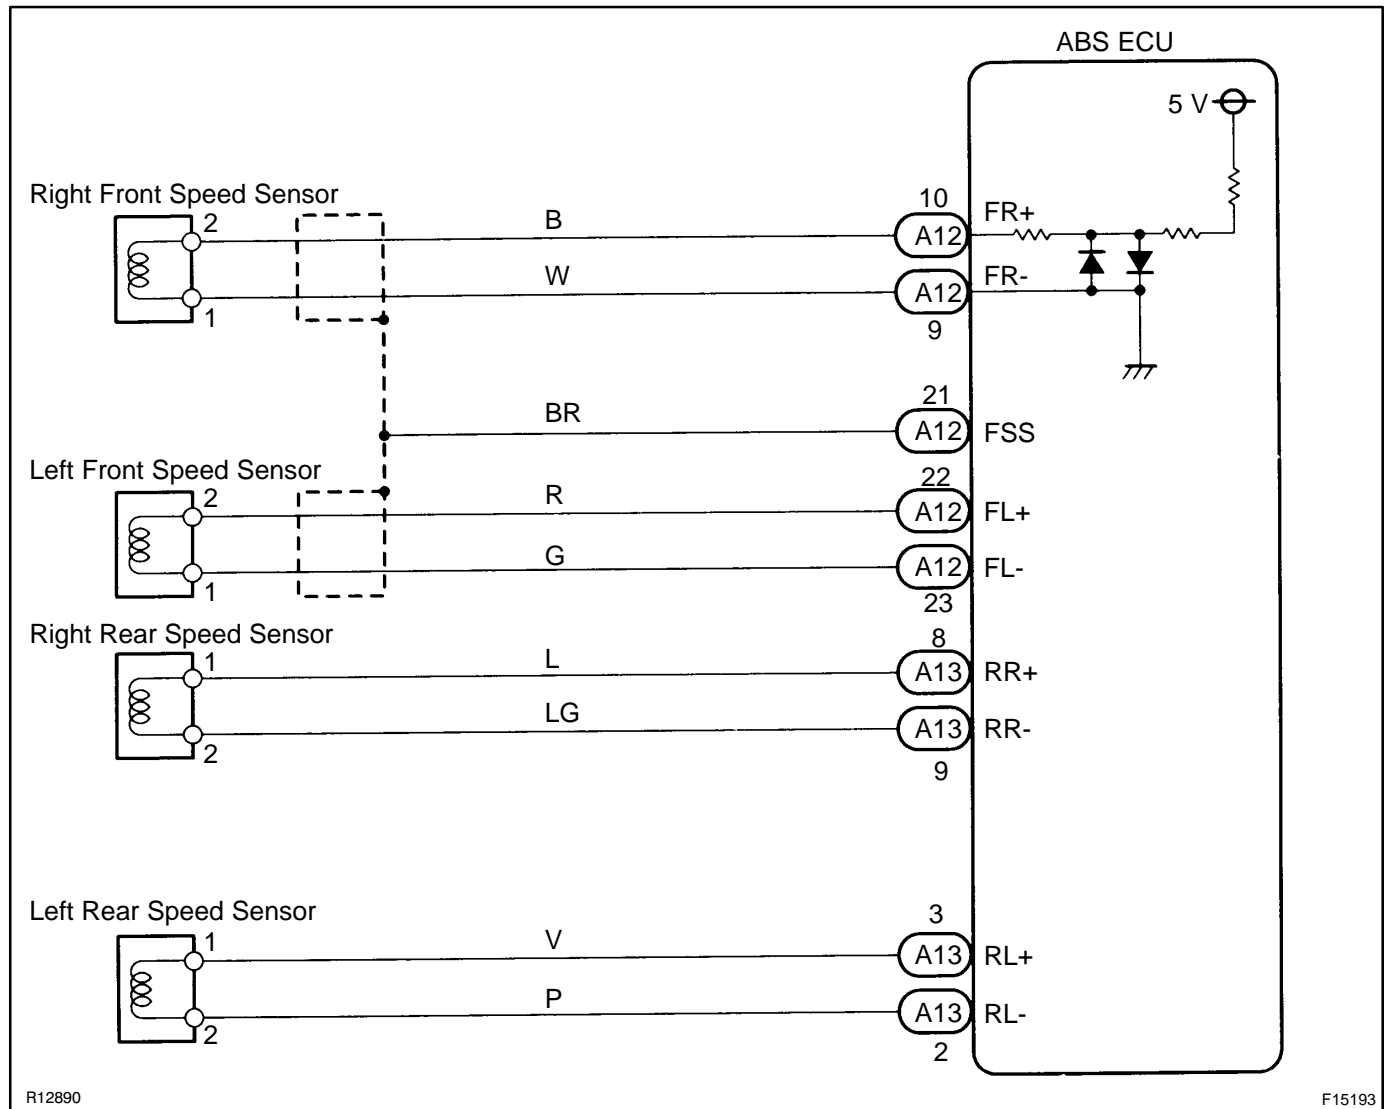 ABS ECU
5 V
Right Front Speed Sensor
2
B
10
A12
FR+
1
W
A12
FR-
9
BR
21
A12
FSS
Left Front Speed Sensor
2
R
22
A12
FL+
1
G
A12
FL-
23
Right Rear Speed Sensor
1
L
8
A13
RR+
2
LG
A13
RR-
9
Left Rear Speed Sensor
1
V
3
A13
RL+
2
P
A13
RL-
2
R12890
F15193